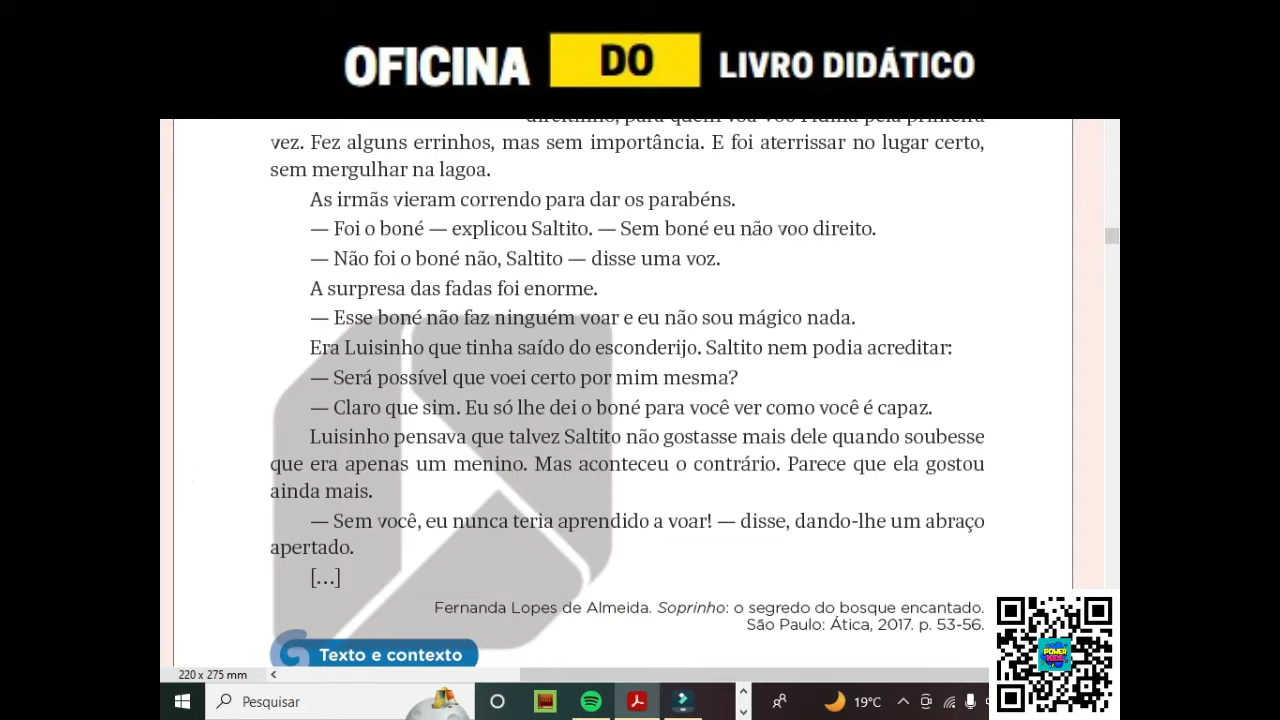 OFICINA DO LIVRO DIDÁTICO
vez. Fez alguns errinhos, mas sem importância. E foi aterrissar no lugar certo,
sem mergulhar na lagoa.
As irmãs vieram correndo para dar os parabéns.
— Foi o boné — explicou Saltito. — Sem boné eu não voo direito.
— Não foi o boné não, Saltito — disse uma voz.
A surpresa das fadas foi enorme.
— Esse boné não faz ninguém voar e eu não sou mágico nada.
Era Luisinho que tinha saído do esconderijo. Saltito nem podia acreditar:
— Será possível que voei certo por mim mesma?
— Claro que sim. Eu só lhe dei o boné para você ver como você é capaz.
Luisinho pensava que talvez Saltito não gostasse mais dele quando soubesse
que era apenas um menino. Mas aconteceu o contrário. Parece que ela gostou
ainda mais.
— Sem você, eu nunca teria aprendido a voar! — disse, dando-lhe um abraço
apertado.
[...]
Fernanda Lopes de Almeida. Soprinho: o segredo do bosque encantado.
São Paulo: Ática, 2017. p. 53-56.
Texto e contexto
220 x 275 mm
Pesquisar
19°C
POWER